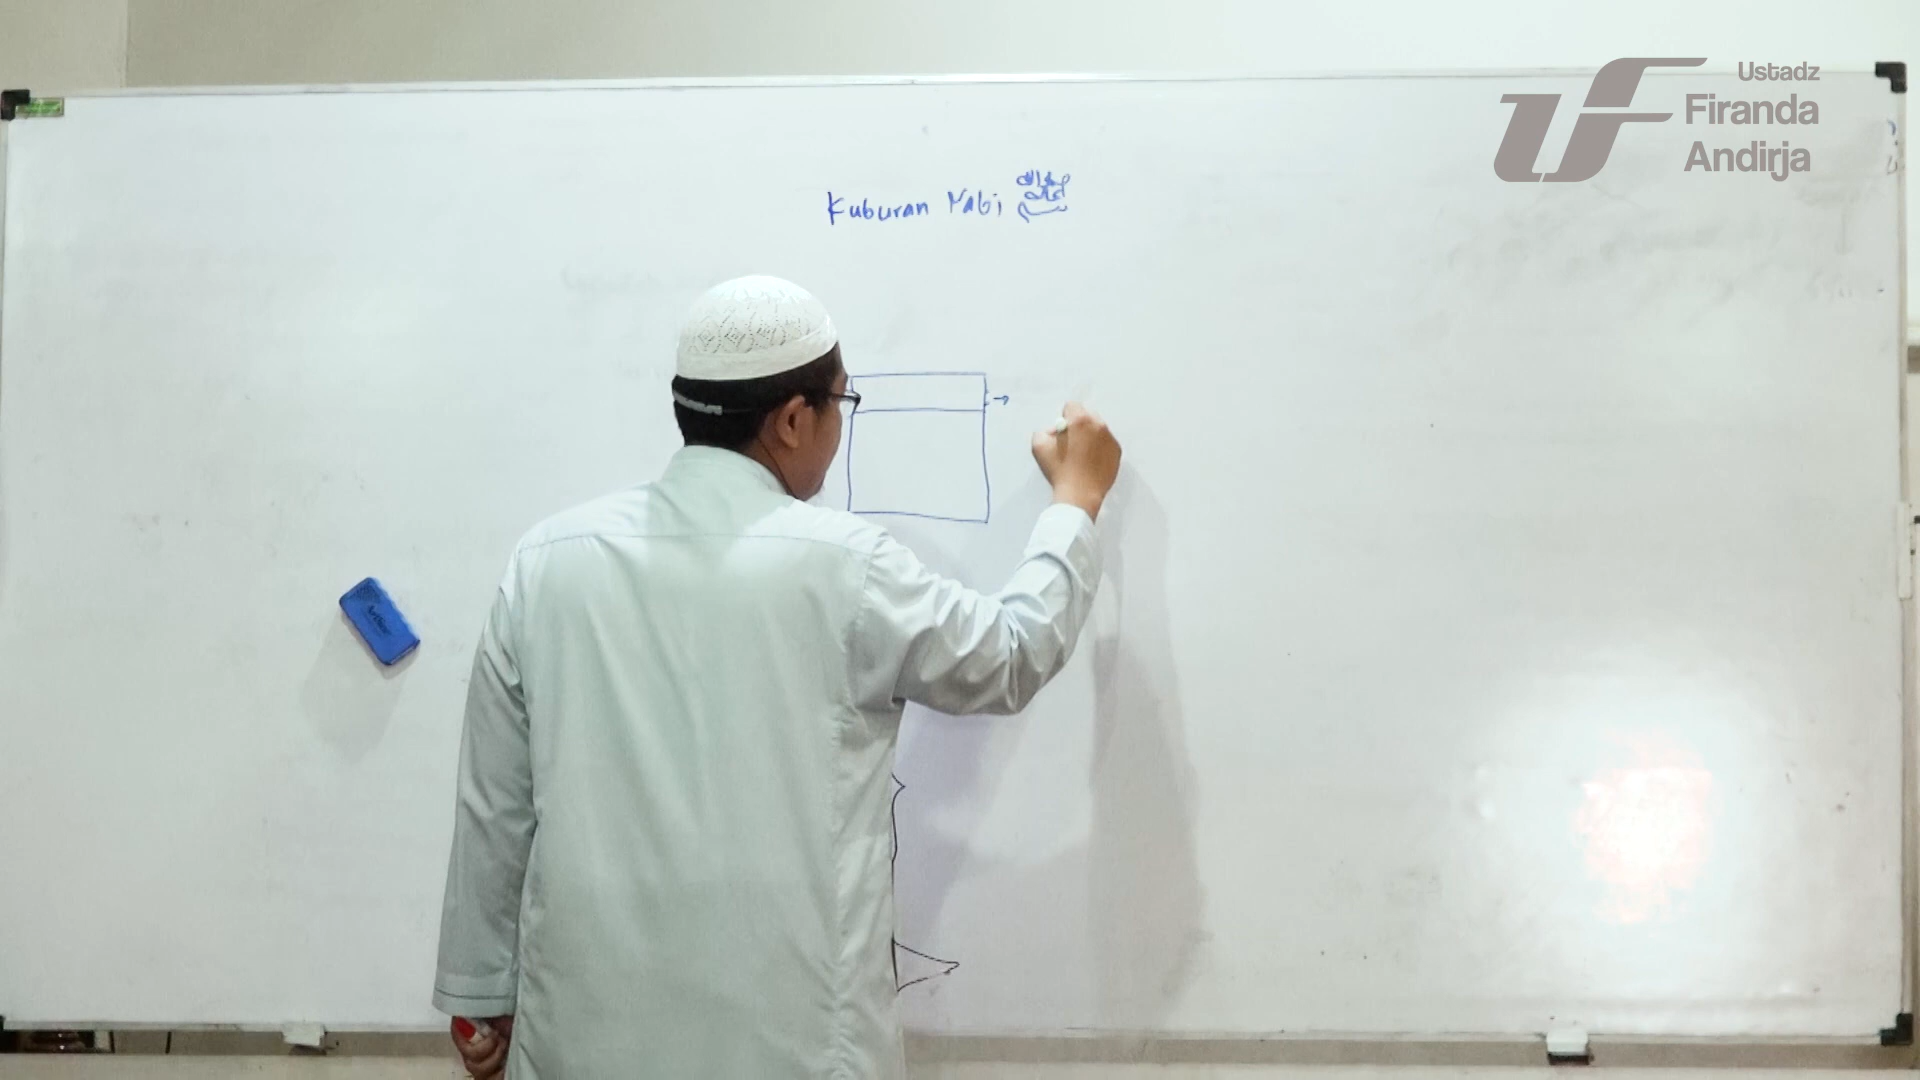 Ustadz
Firanda
Andirja
Kuburan Nabi ﷺ